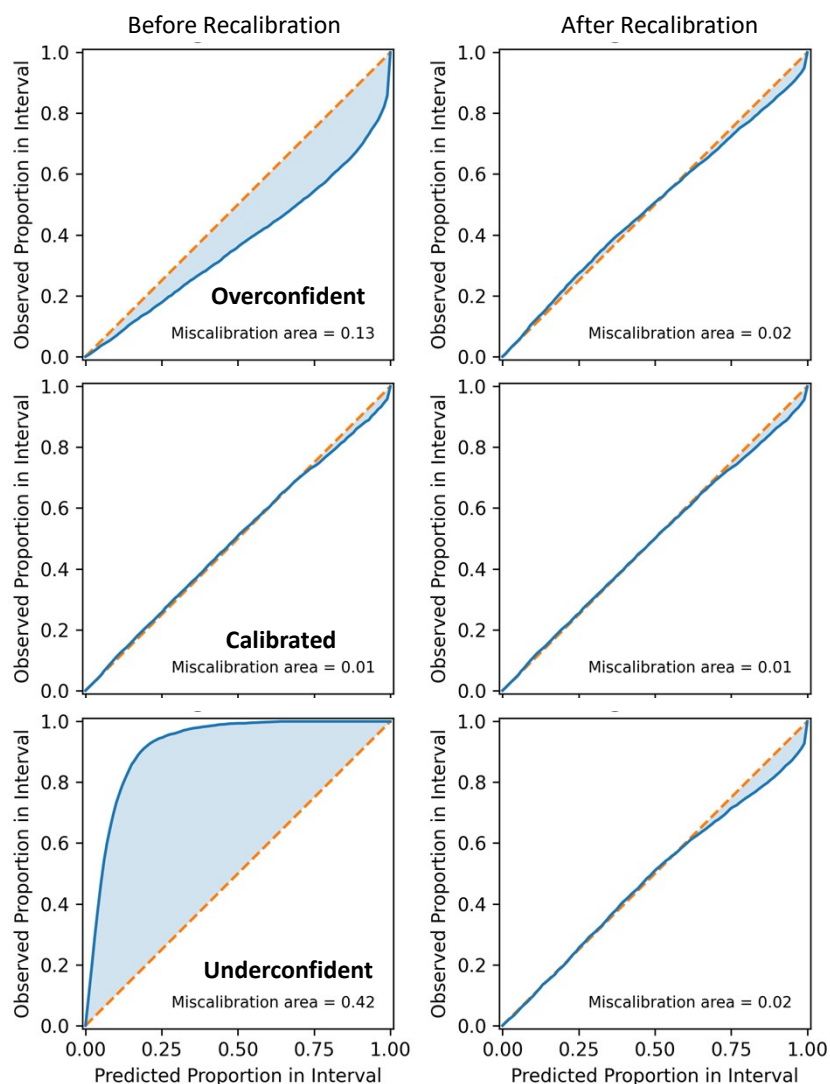 Before Recalibration
After Recalibration
1.0
0.8
0.6
0.4
0.2
0.0
Observed Proportion in Interval
Overconfident
Miscalibration area = 0.13
1.0
0.8
0.6
0.4
0.2
0.0
Observed Proportion in Interval
Miscalibration area = 0.02
1.0
0.8
0.6
0.4
0.2
0.0
Observed Proportion in Interval
Calibrated
Miscalibration area = 0.01
1.0
0.8
0.6
0.4
0.2
0.0
Observed Proportion in Interval
Miscalibration area = 0.01
1.0
0.8
0.6
0.4
0.2
0.0
Observed Proportion in Interval
Underconfident
Miscalibration area = 0.42
0.00 0.25 0.50 0.75 1.00
Predicted Proportion in Interval
1.0
0.8
0.6
0.4
0.2
0.0
Observed Proportion in Interval
Miscalibration area = 0.02
0.00 0.25 0.50 0.75 1.00
Predicted Proportion in Interval